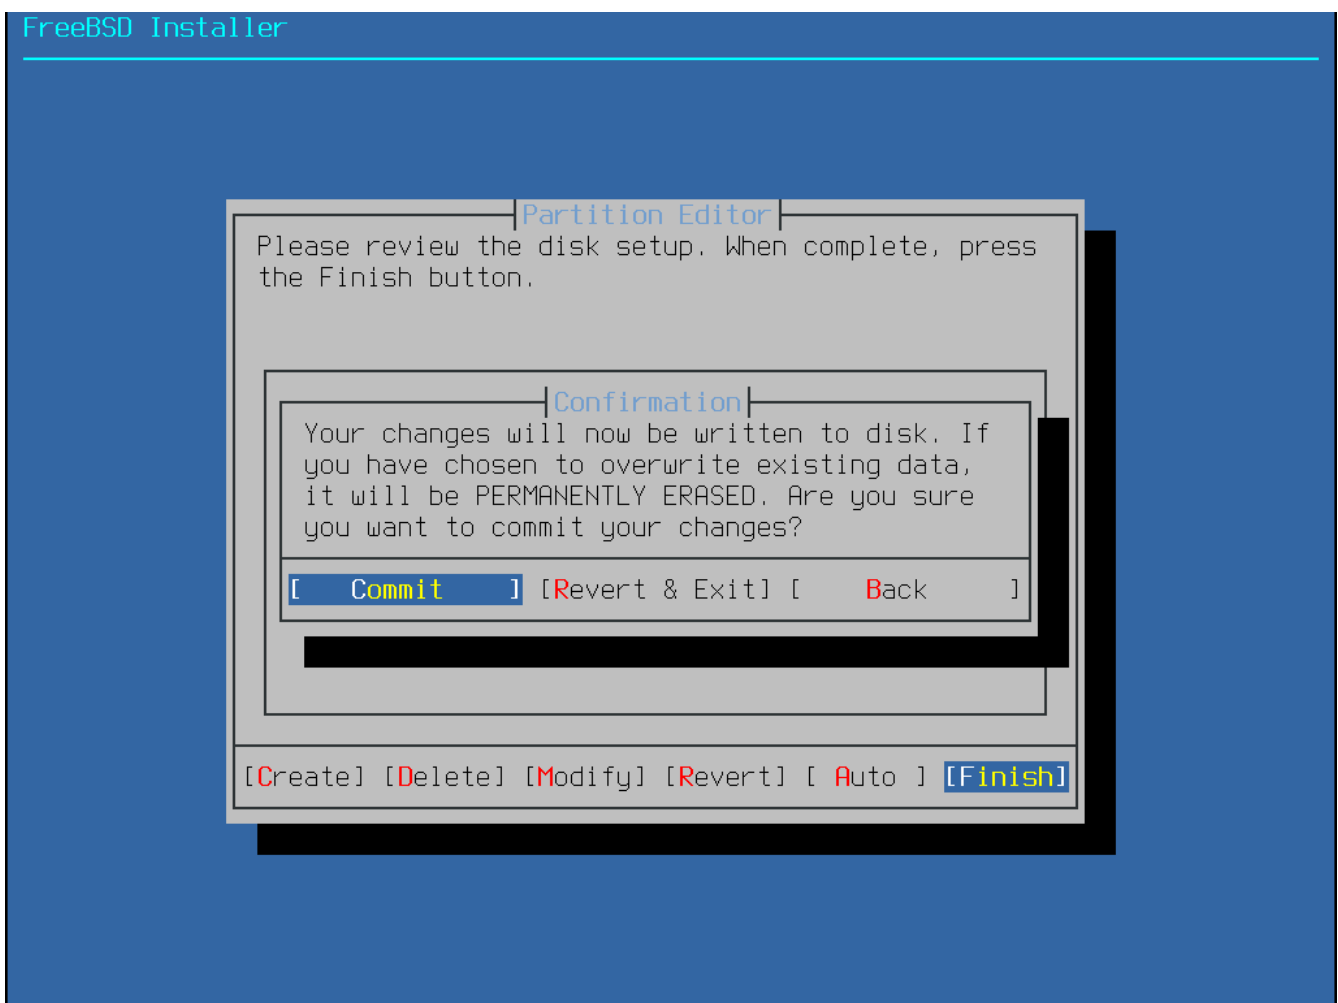 FreeBSD Installer
Partition Editor
Please review the disk setup. When complete, press
the Finish button.
Confirmation
Your changes will now be written to disk. If
you have chosen to overwrite existing data,
it will be PERMANENTLY ERASED. Are you sure
you want to commit your changes?
[ Commit ] [Revert & Exit] [ Back ]
[Create] [Delete] [Modify] [Revert] [ Auto ] [Finish]